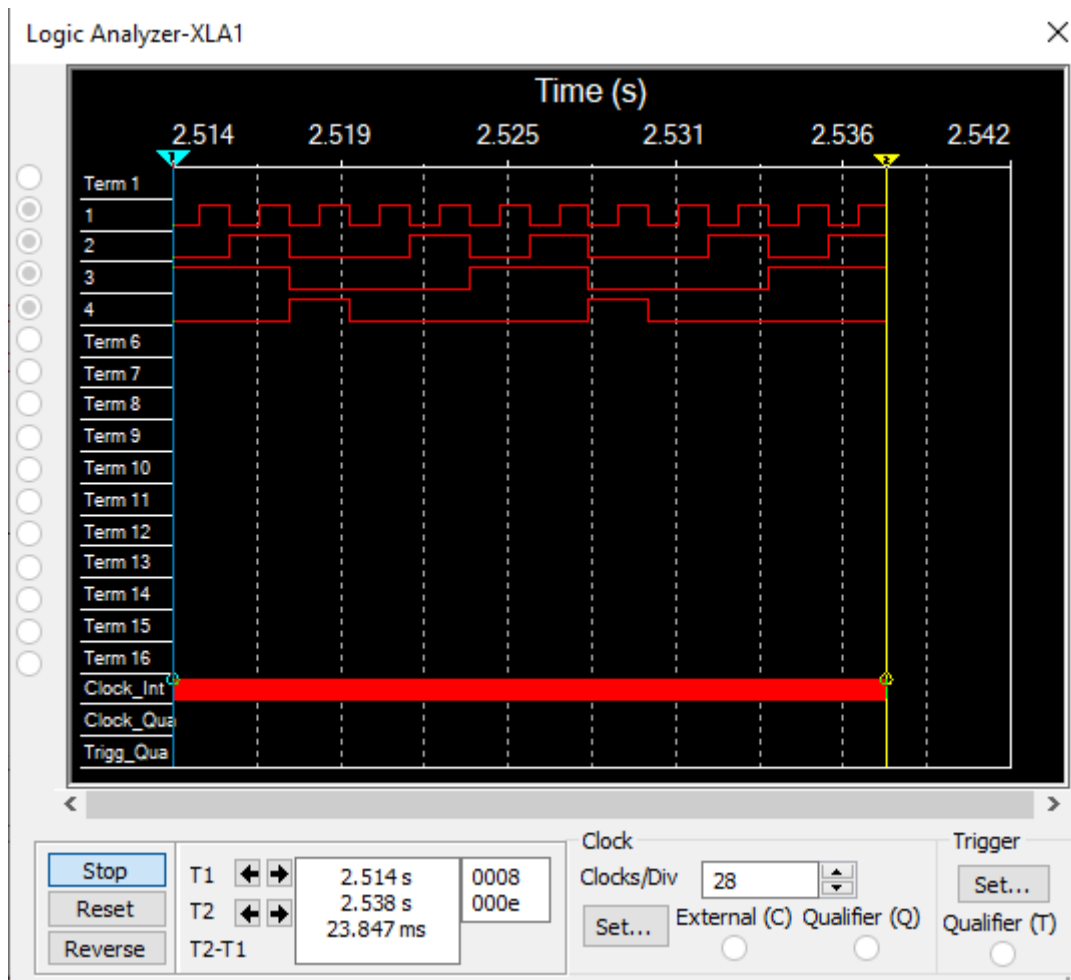 Logic Analyzer-XLA1
Time (s)
2.514 2.519 2.525 2.531 2.536 2.542
1 2
Term 1
1
2
3
4
Term 6
Term 7
Term 8
Term 9
Term 10
Term 11
Term 12
Term 13
Term 14
Term 15
Term 16
Clock_Int
Clock_Qua
Trigg_Qua
Stop
Reset
Reverse
T1
T2
T2-T1
2.514 s
2.538 s
23.847 ms
0008
000e
Clock
Clocks/Div 28
Set... External (C) Qualifier (Q)
Trigger
Set...
Qualifier (T)